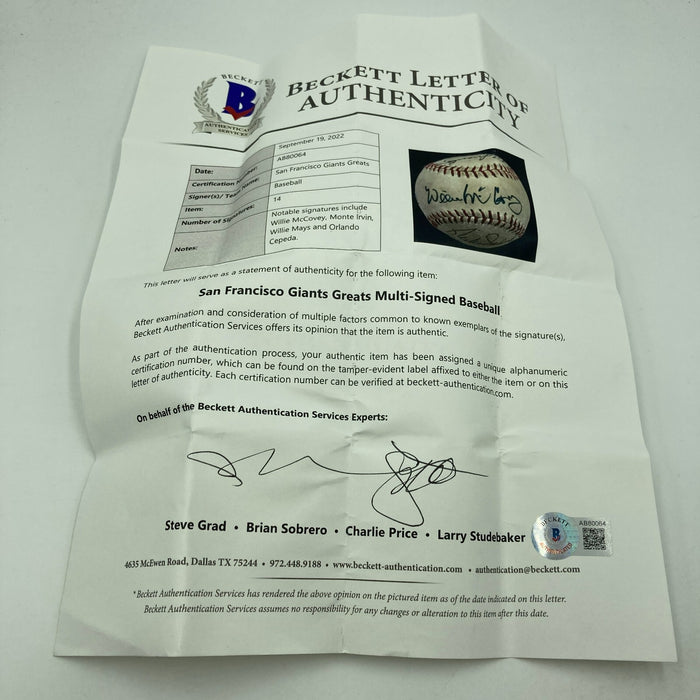 BECKETT
B
AUTHENTICATION
SERVICES
BECKETT LETTER OF
AUTHENTICITY
Date: September 19, 2022
Certification Number: AB80064
Signer(s)/ Team Name: San Francisco Giants Greats
Item: Baseball
Number of Signatures: 14
Notes: Notable signatures include
Willie McCovey, Monte Irvin,
Willie Mays and Orlando
Cepeda.
Willie McCovey
This letter will serve as a statement of authenticity for the following item:
San Francisco Giants Greats Multi-Signed Baseball
After examination and consideration of multiple factors common to known exemplars of the signature(s),
Beckett Authentication Services offers its opinion that the item is authentic.
As part of the authentication process, your authentic item has been assigned a unique alphanumeric
certification number, which can be found on the tamper-evident label affixed to either the item or on this
letter of authenticity. Each certification number can be verified at beckett-authentication.com.
On behalf of the Beckett Authentication Services Experts:
Steve Grad • Brian Sobrero • Charlie Price • Larry Studebaker
BECKETT
B
AB80064
4635 McEwen Road, Dallas TX 75244 • 972.448.9188 • www.beckett-authentication.com • authentication@beckett.com
*Beckett Authentication Services has rendered the above opinion on the pictured item as of the date indicated on this letter.
Beckett Authentication Services assumes no responsibility for any changes or alteration to this item after this date.